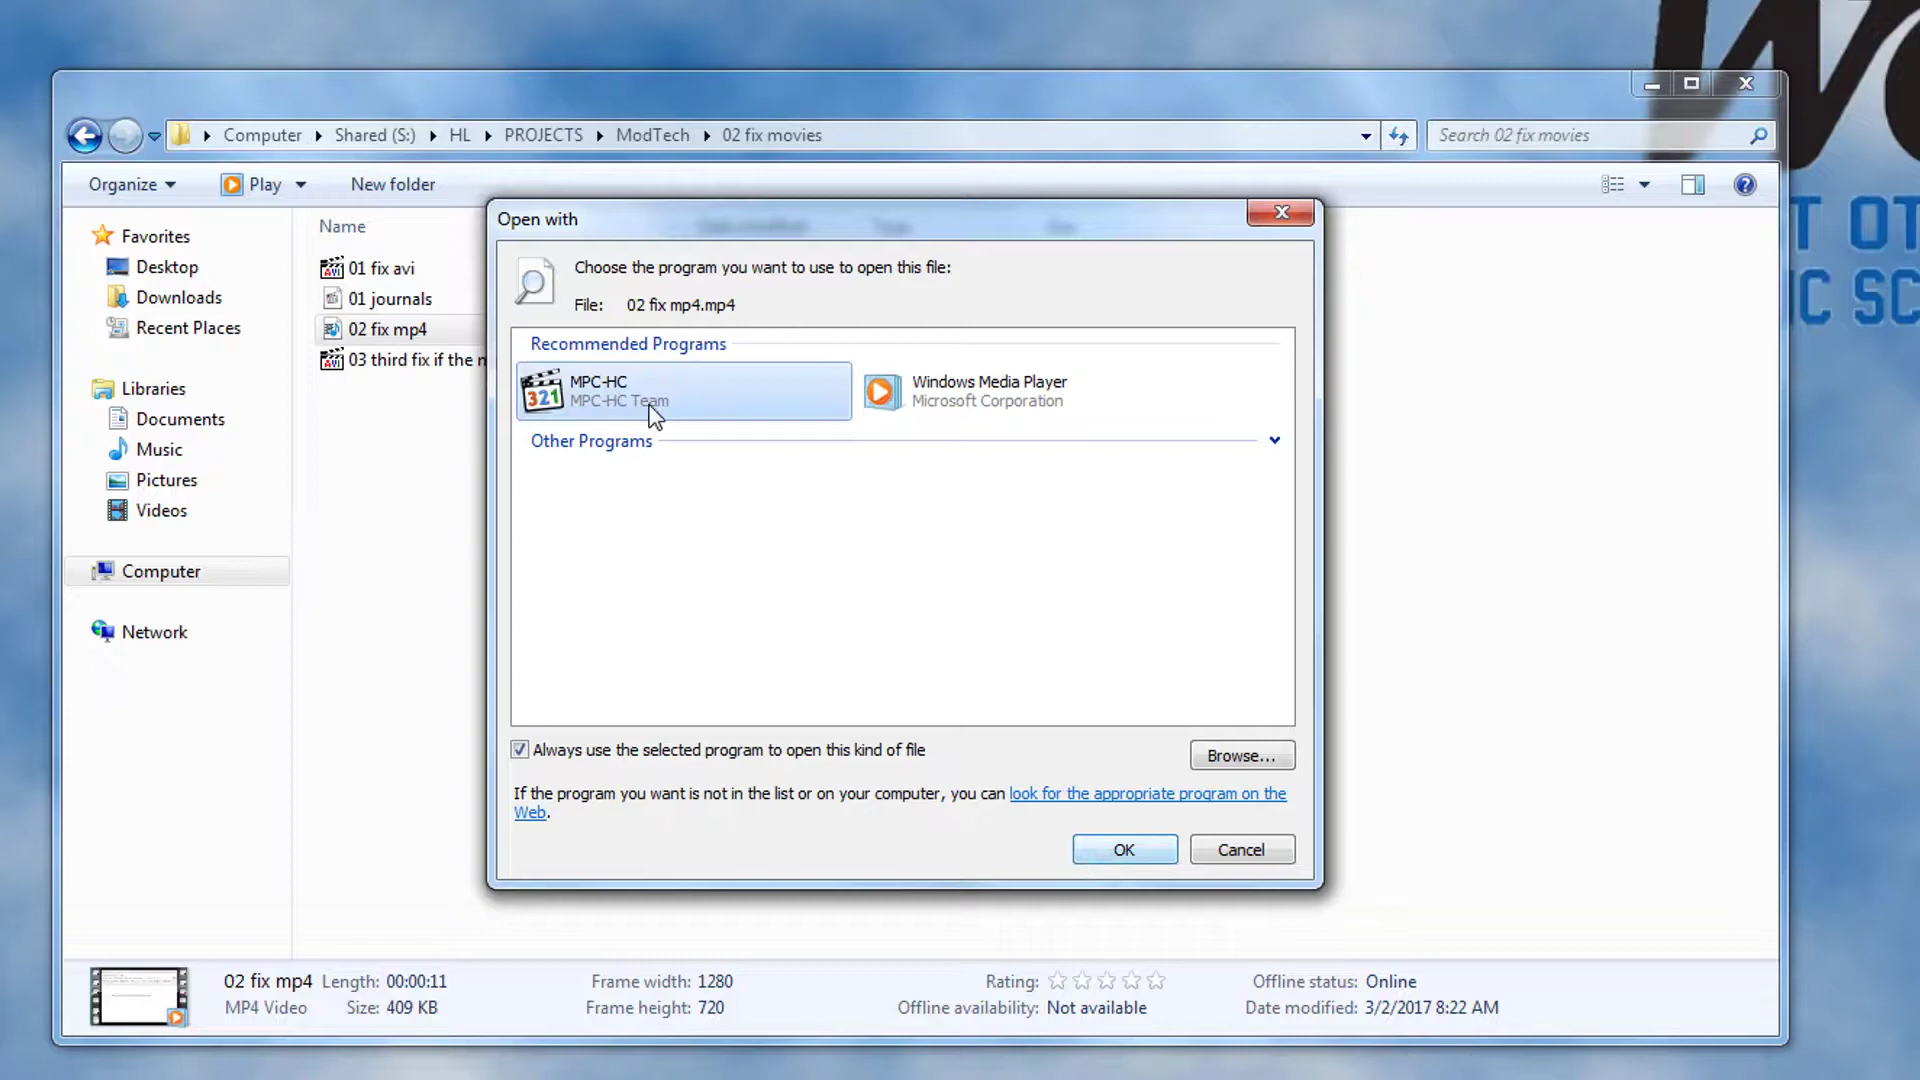 Computer Shared (S:) HL PROJECTS ModTech 02 fix movies Search 02 fix movies
Organize Play New folder
Favorites
Desktop
Downloads
Recent Places
Libraries
Documents
Music
Pictures
Videos
Computer
Network
Name
01 fix avi
01 journals
02 fix mp4
03 third fix if the
Open with
Choose the program you want to use to open this file:
File: 02 fix mp4.mp4
Recommended Programs
321
MPC-HC
MPC-HC Team
Windows Media Player
Microsoft Corporation
Other Programs
Always use the selected program to open this kind of file
Browse...
If the program you want is not in the list or on your computer, you can look for the appropriate program on the
Web.
OK Cancel
02 fix mp4 Length: 00:00:11 Frame width: 1280 Rating: Offline status: Online
MP4 Video Size: 409 KB Frame height: 720 Offline availability: Not available Date modified: 3/2/2017 8:22 AM